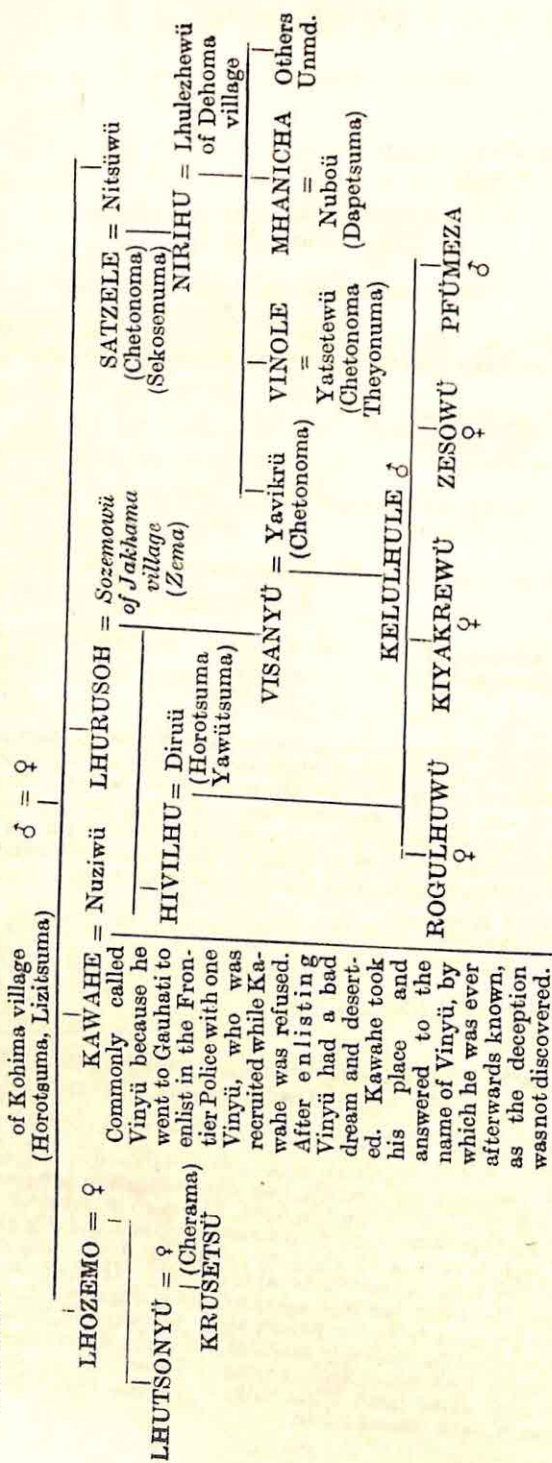 of Kohima village
(Horotsuma, Lizitsuma) ♂ = ♀
LHOZEMO = ♀
KAWAHE = Nuziwü
LHURUSOH = Sozemowü
of Jakhama
village
(Zema)
SATZELE = Nitsüwü
(Chetonoma)
(Sekosenuma)
NIRIHU = Lhulezhewü
of Dehoma
village
Commonly called
Vinyü because he
went to Gauhati to
enlist in the Fron-
tier Police with one
Vinyü, who was
recruited while Ka-
wahe was refused.
After enlisting
Vinyü had a bad
dream and desert-
ed. Kawahe took
his place and
answered to the
name of Vinyü, by
which he was ever
afterwards known,
as the deception
wasnot discovered.
LHUTSONYÜ = ♀
(Cherama)
KRUSETSÜ
HIVILHU = Diruü
(Horotsuma
Yawütsuma)
VISANYÜ = Yavikrü
(Chetonoma)
VINOLE
=
Yatsetewü
(Chetonoma
Theyonuma)
MHANICHA
=
Nuboü
(Dapetsuma)
Others
Unmd.
KELULHULE ♂
ROGULHUWÜ
♀
KIYAKREWÜ
♀
ZESOWÜ
♀
PFÜMEZA
♂